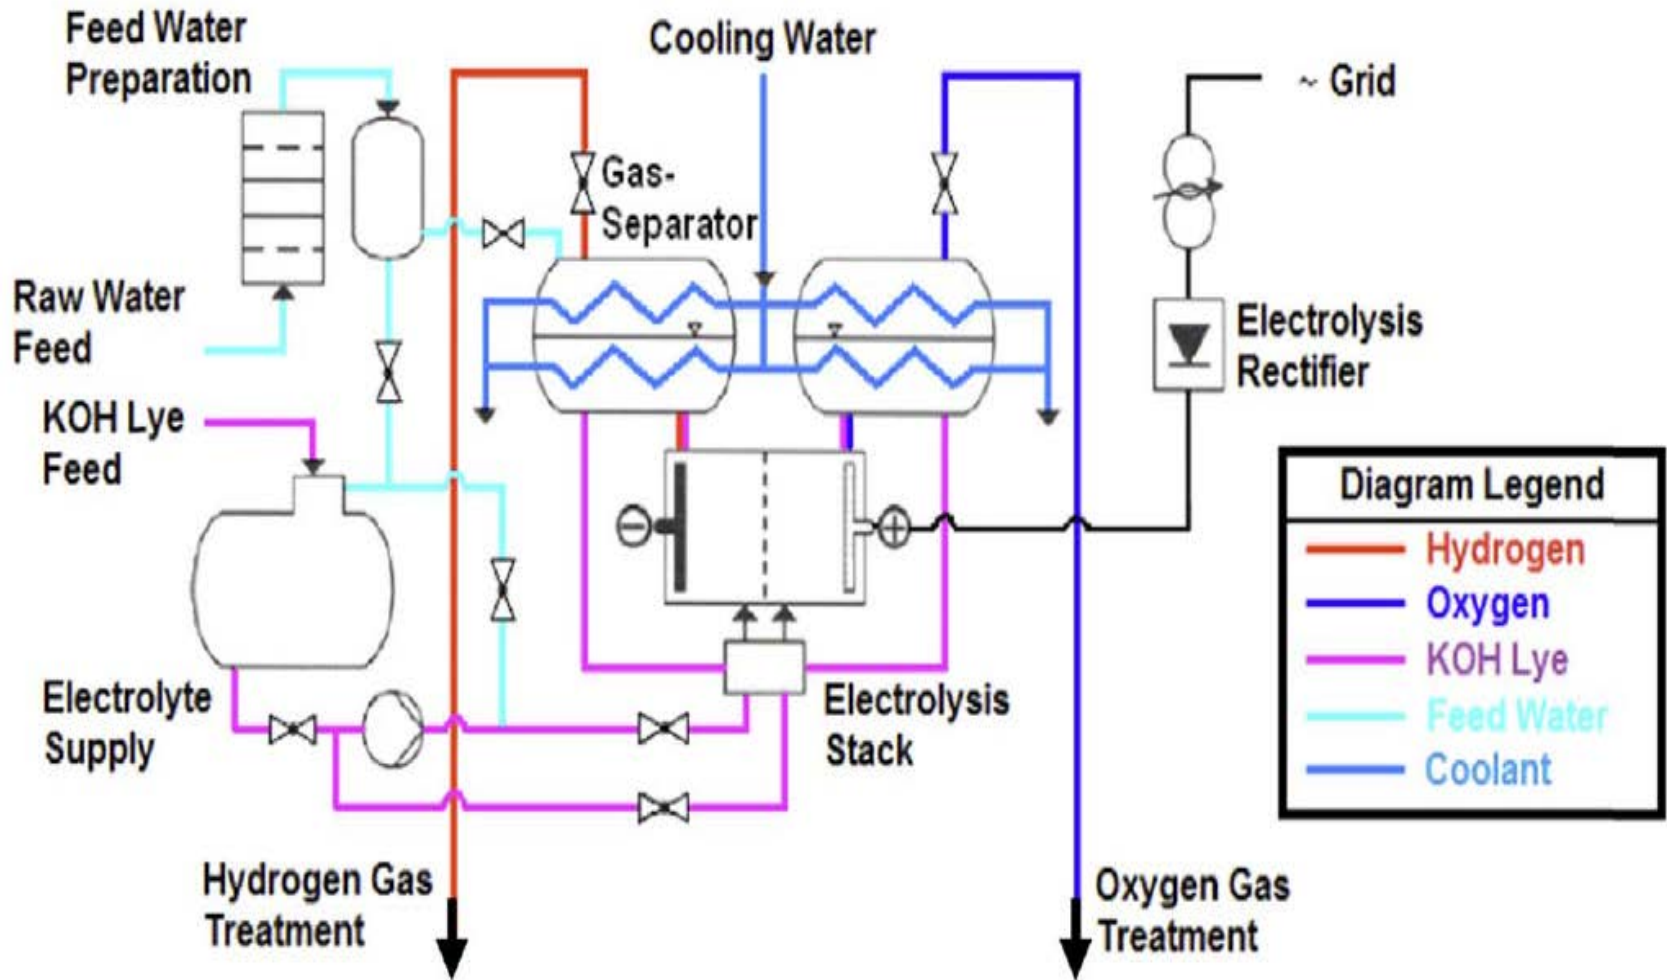 Feed Water
Preparation
Cooling Water
~ Grid
Gas-
Separator
Raw Water
Feed
Electrolysis
Rectifier
KOH Lye
Feed
Diagram Legend
Hydrogen
Oxygen
KOH Lye
Feed Water
Coolant
−
+
Electrolyte
Supply
Electrolysis
Stack
Hydrogen Gas
Treatment
Oxygen Gas
Treatment